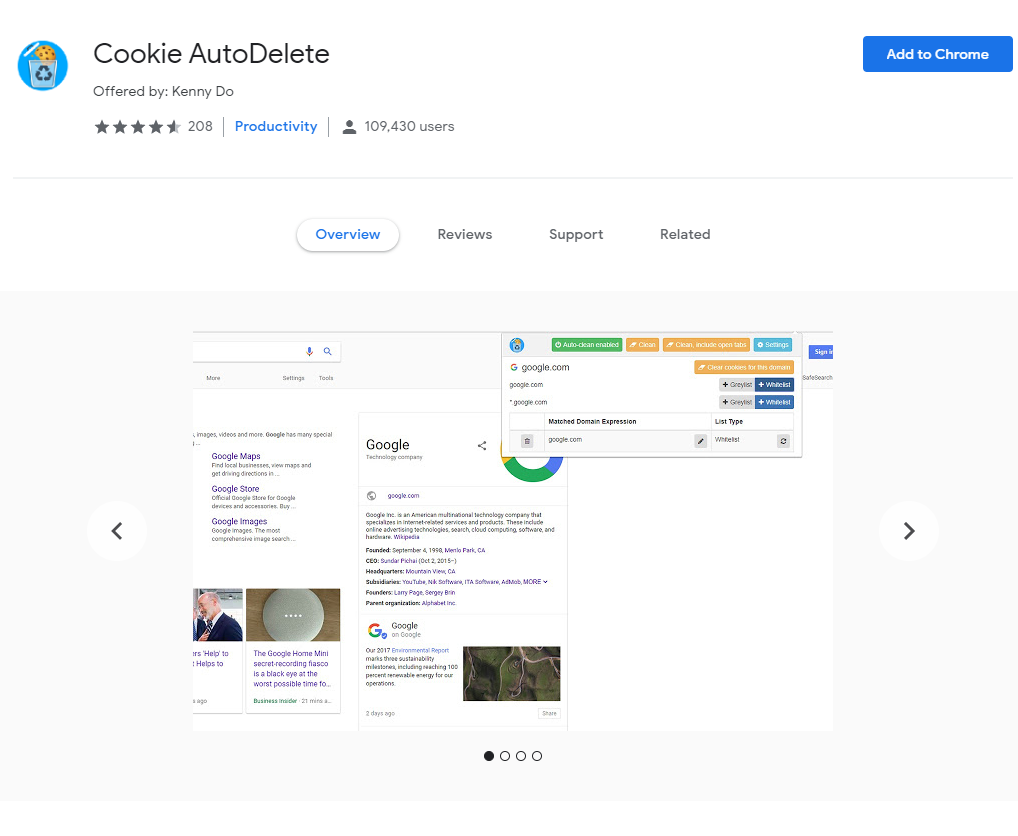 Cookie AutoDelete
Add to Chrome
Offered by: Kenny Do
208
Productivity
109,430 users
Overview
Reviews
Support
Related
Auto-clean enabled
Clean
Clean, include open tabs
Settings
Sign in
google.com
Clear cookies for this domain
google.com
+ Greylist
+ Whitelist
*.google.com
+ Greylist
+ Whitelist
Matched Domain Expression
List Type
google.com
Whitelist
More
Settings
Tools
SafeSearch
, images, videos and more. Google has many special
...
Google Maps
Find local businesses, view maps and
get driving directions in ...
Google Store
Official Google Store for Google
devices and accessories. Buy ...
Google Images
Google Images. The most
comprehensive image search ...
Google
Technology company
google.com
Google Inc. is an American multinational technology company that
specializes in Internet-related services and products. These include
online advertising technologies, search, cloud computing, software, and
hardware. Wikipedia
Founded: September 4, 1998, Menlo Park, CA
CEO: Sundar Pichai (Oct 2, 2015–)
Headquarters: Mountain View, CA
Subsidiaries: YouTube, Nik Software, ITA Software, AdMob, MORE
Founders: Larry Page, Sergey Brin
Parent organization: Alphabet Inc.
rs 'Help' to
t Helps to
s ago
The Google Home Mini
secret-recording fiasco
is a black eye at the
worst possible time fo...
Business Insider · 21 mins a...
Google
on Google
Our 2017 Environmental Report
marks three sustainability
milestones, including reaching 100
percent renewable energy for our
operations.
2 days ago
Share